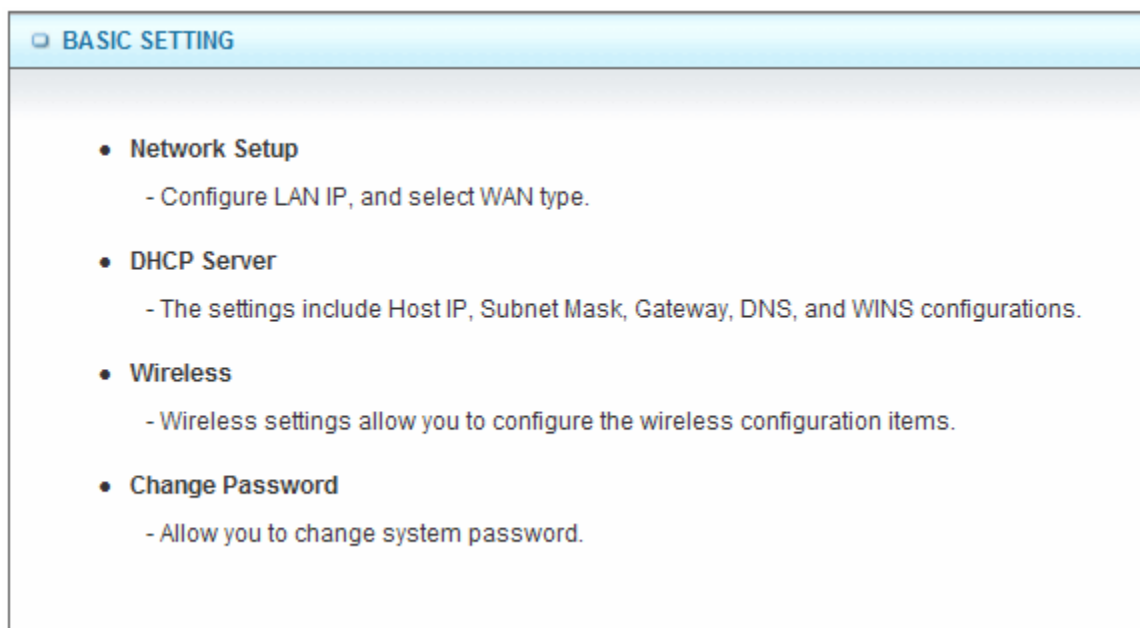 BASIC SETTING
• Network Setup
- Configure LAN IP, and select WAN type.
• DHCP Server
- The settings include Host IP, Subnet Mask, Gateway, DNS, and WINS configurations.
• Wireless
- Wireless settings allow you to configure the wireless configuration items.
• Change Password
- Allow you to change system password.